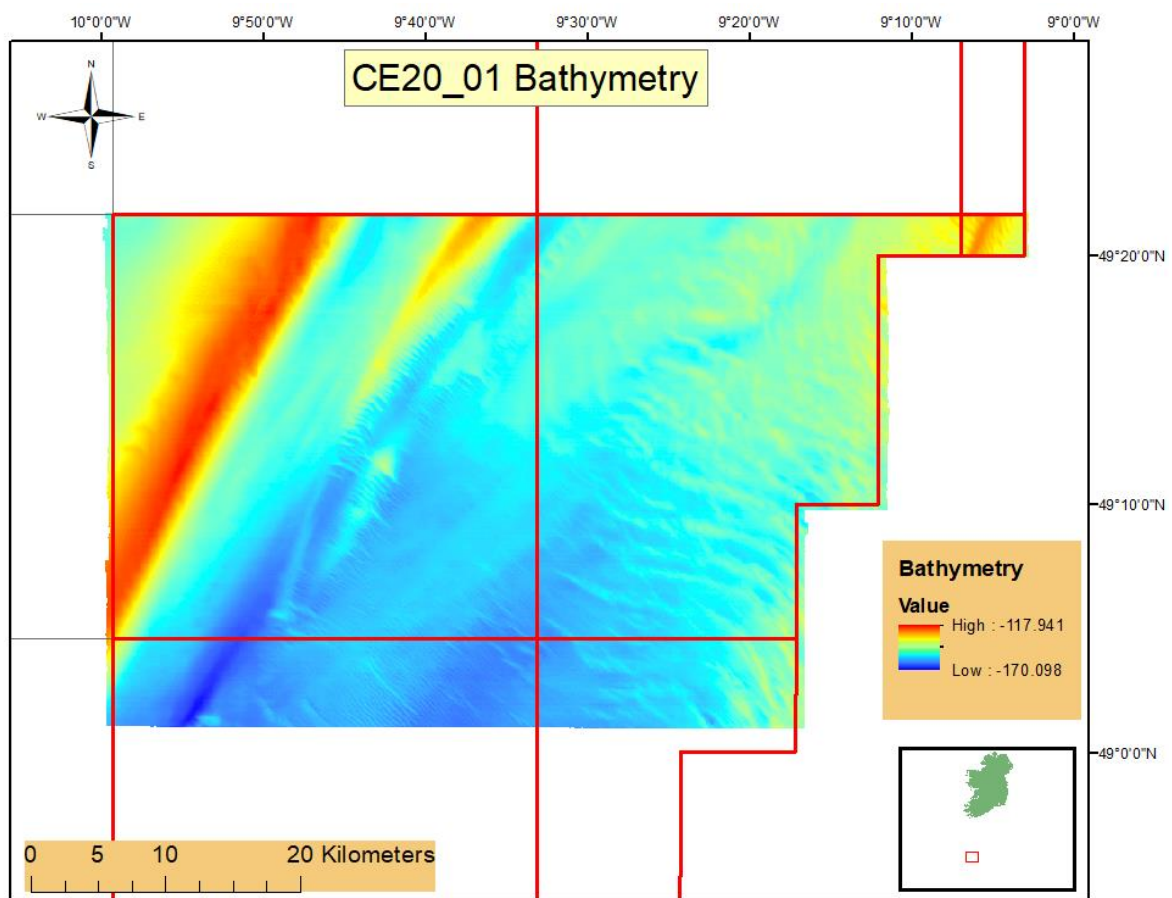 10°0'0"W 9°50'0"W 9°40'0"W 9°30'0"W 9°20'0"W 9°10'0"W 9°0'0"W
CE20_01 Bathymetry
N
W E
S
49°20'0"N
49°10'0"N
Bathymetry
Value
High : -117.941
Low : -170.098
49°0'0"N
0 5 10 20 Kilometers